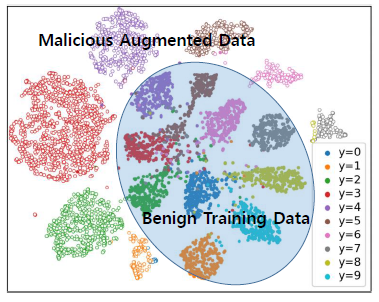 Malicious Augmented Data
Benign Training Data
y=0
y=1
y=2
y=3
y=4
y=5
y=6
y=7
y=8
y=9